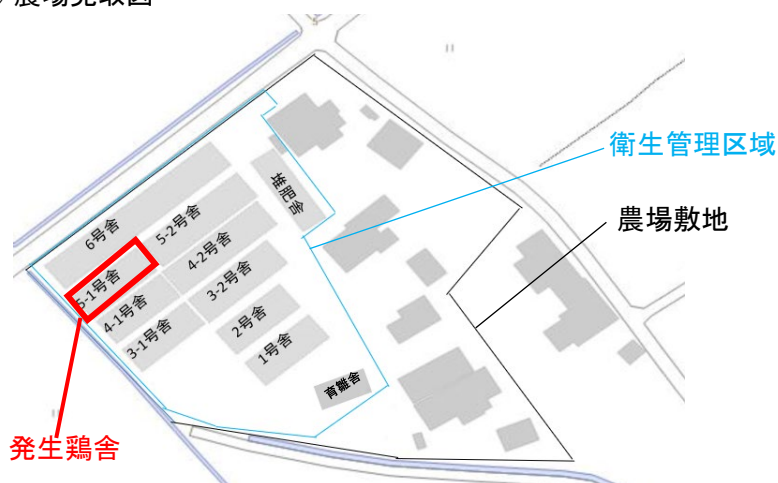 農場見取図
衛生管理区域
農場敷地
堆肥舎
6号舎
5-2号舎
5-1号舎
4-2号舎
4-1号舎
3-2号舎
3-1号舎
2号舎
1号舎
育雛舎
発生鶏舎